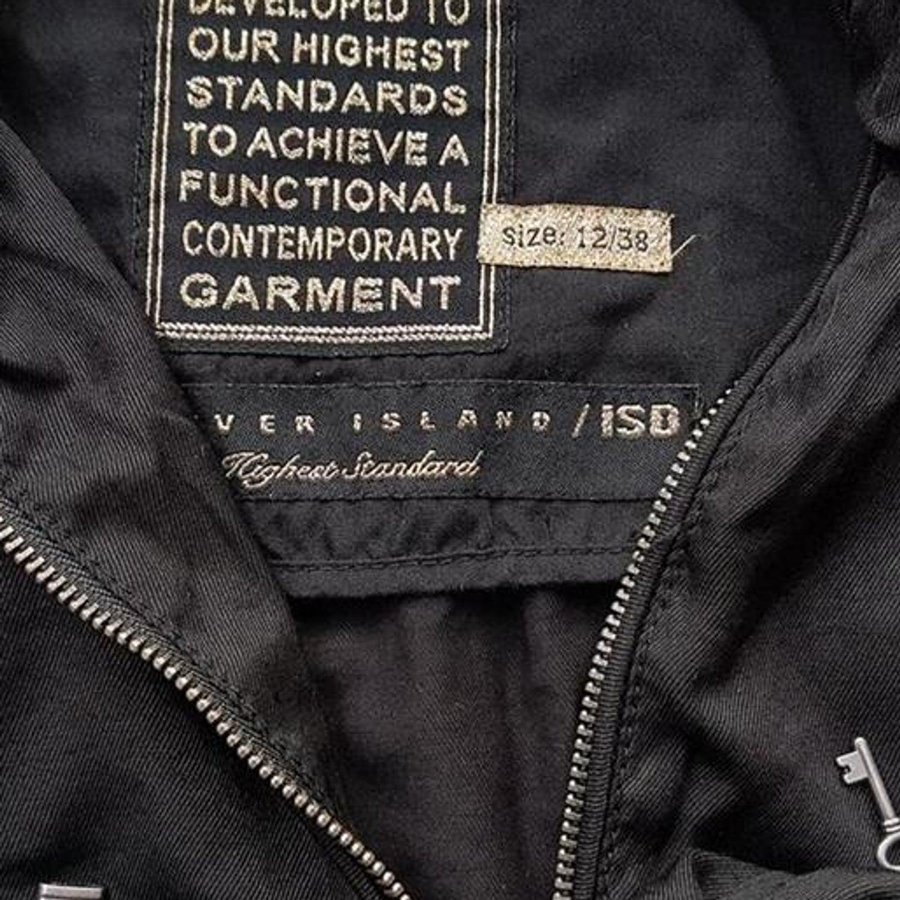 DEVELOPED TO
OUR HIGHEST
STANDARDS
TO ACHIEVE A
FUNCTIONAL
CONTEMPORARY
GARMENT
size: 12/38
VER ISLAND / ISD
Highest Standard